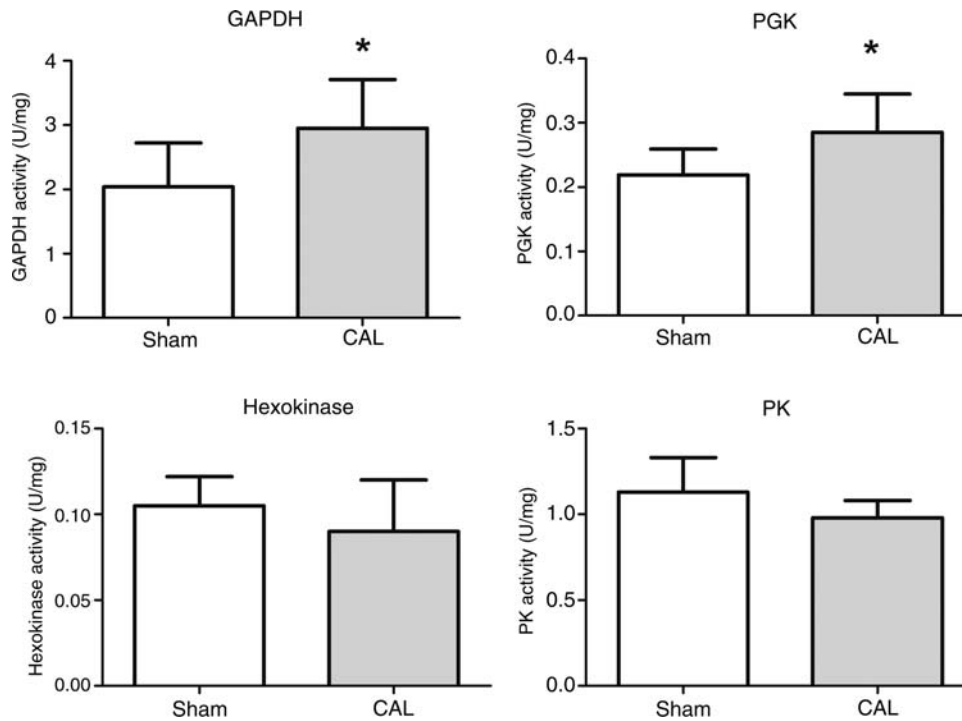 GAPDH
*
GAPDH activity (U/mg)
4
3
2
1
0
Sham CAL
PGK
*
PGK activity (U/mg)
0.4
0.3
0.2
0.1
0.0
Sham CAL
Hexokinase
Hexokinase activity (U/mg)
0.15
0.10
0.05
0.00
Sham CAL
PK
PK activity (U/mg)
1.5
1.0
0.5
0.0
Sham CAL